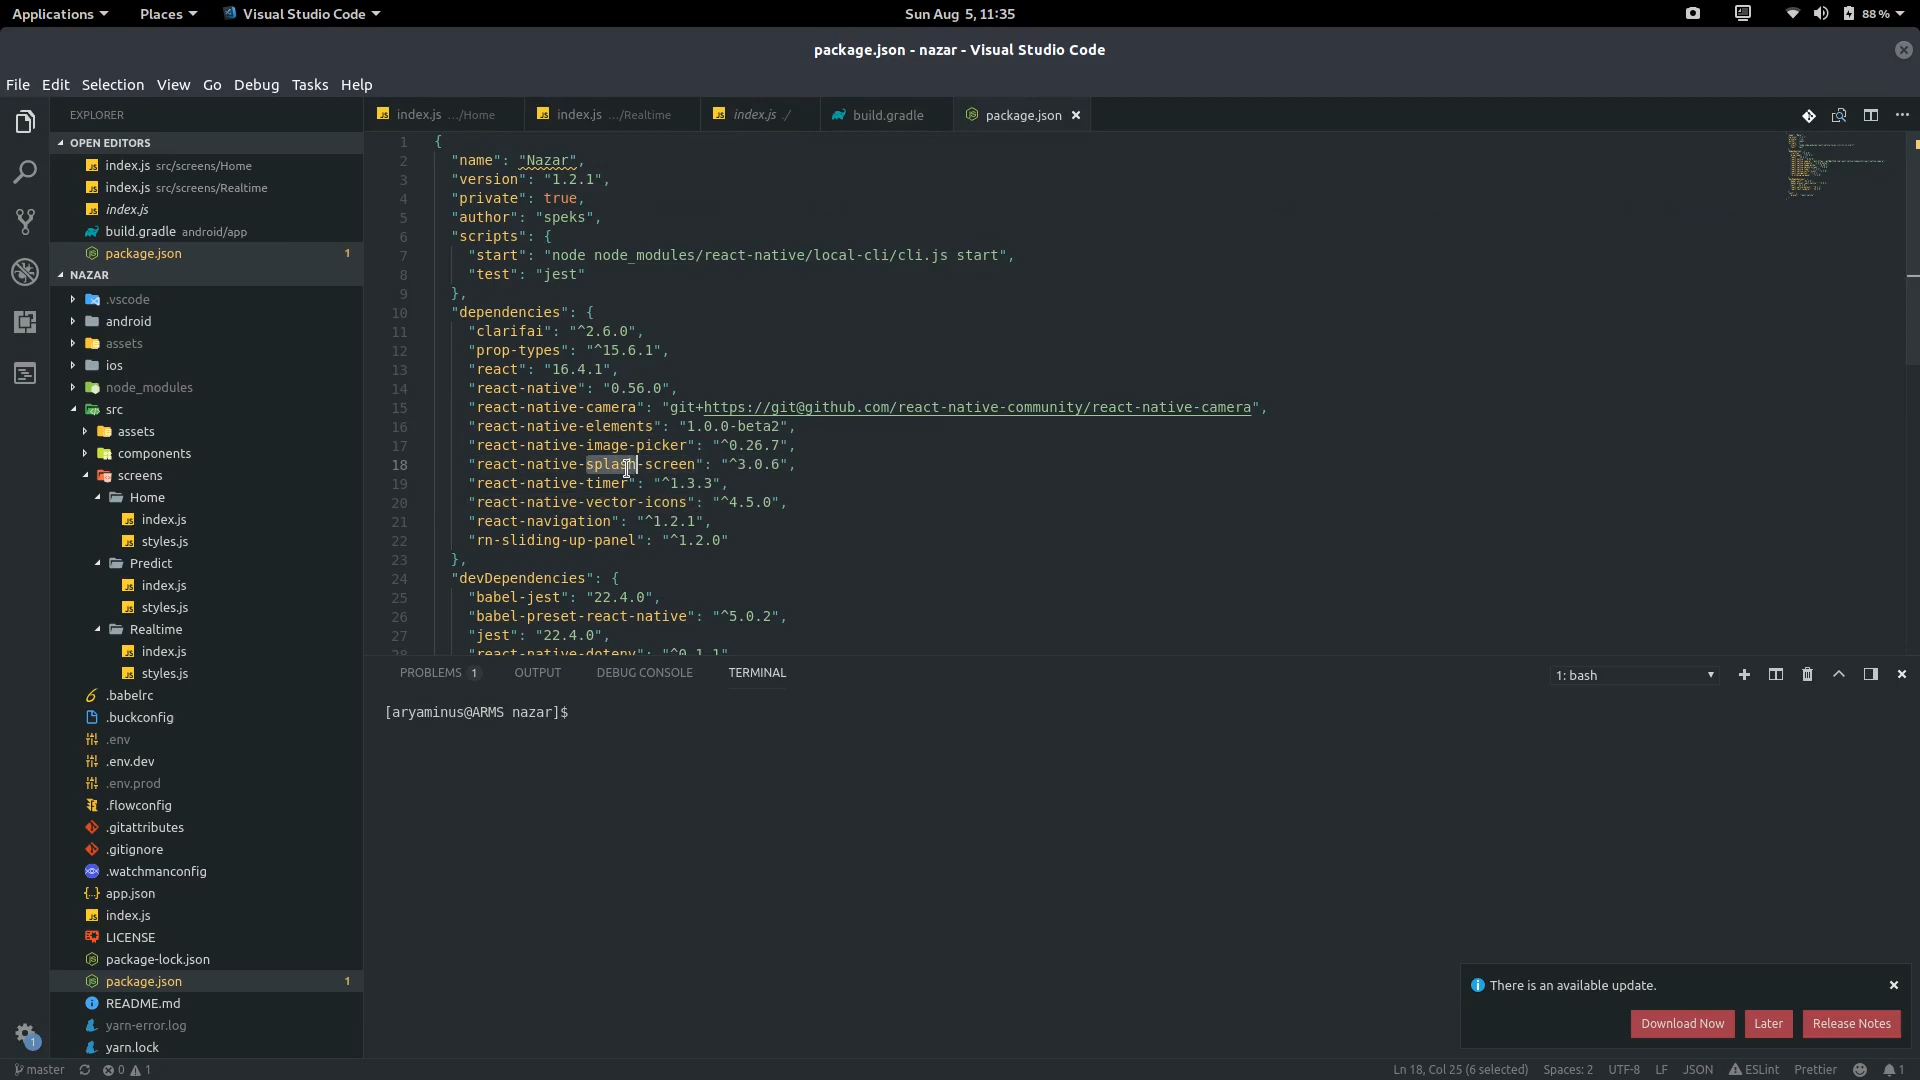 Applications Places Visual Studio Code Sun Aug 5, 11:35 88 %
package.json - nazar - Visual Studio Code
File Edit Selection View Go Debug Tasks Help
EXPLORER
OPEN EDITORS
index.js src/screens/Home
index.js src/screens/Realtime
index.js
build.gradle android/app
package.json 1
NAZAR
.vscode
android
assets
ios
node_modules
src
assets
components
screens
Home
index.js
styles.js
Predict
index.js
styles.js
Realtime
index.js
styles.js
.babelrc
.buckconfig
.env
.env.dev
.env.prod
.flowconfig
.gitattributes
.gitignore
.watchmanconfig
app.json
index.js
LICENSE
package-lock.json
package.json 1
README.md
yarn-error.log
yarn.lock
index.js .../Home index.js .../Realtime index.js ./ build.gradle package.json
1 {
2 "name": "Nazar",
3 "version": "1.2.1",
4 "private": true,
5 "author": "speks",
6 "scripts": {
7 "start": "node node_modules/react-native/local-cli/cli.js start",
8 "test": "jest"
9 },
10 "dependencies": {
11 "clarifai": "^2.6.0",
12 "prop-types": "^15.6.1",
13 "react": "16.4.1",
14 "react-native": "0.56.0",
15 "react-native-camera": "git+https://git@github.com/react-native-community/react-native-camera",
16 "react-native-elements": "1.0.0-beta2",
17 "react-native-image-picker": "^0.26.7",
18 "react-native-splash-screen": "^3.0.6",
19 "react-native-timer": "^1.3.3",
20 "react-native-vector-icons": "^4.5.0",
21 "react-navigation": "^1.2.1",
22 "rn-sliding-up-panel": "^1.2.0"
23 },
24 "devDependencies": {
25 "babel-jest": "22.4.0",
26 "babel-preset-react-native": "^5.0.2",
27 "jest": "22.4.0",
28 "react-native-dotenv": "^0.1.1",
PROBLEMS 1 OUTPUT DEBUG CONSOLE TERMINAL 1: bash
[aryaminus@ARMS nazar]$
There is an available update.
Download Now Later Release Notes
1
master 0 1 Ln 18, Col 25 (6 selected) Spaces: 2 UTF-8 LF JSON ESLint Prettier 1